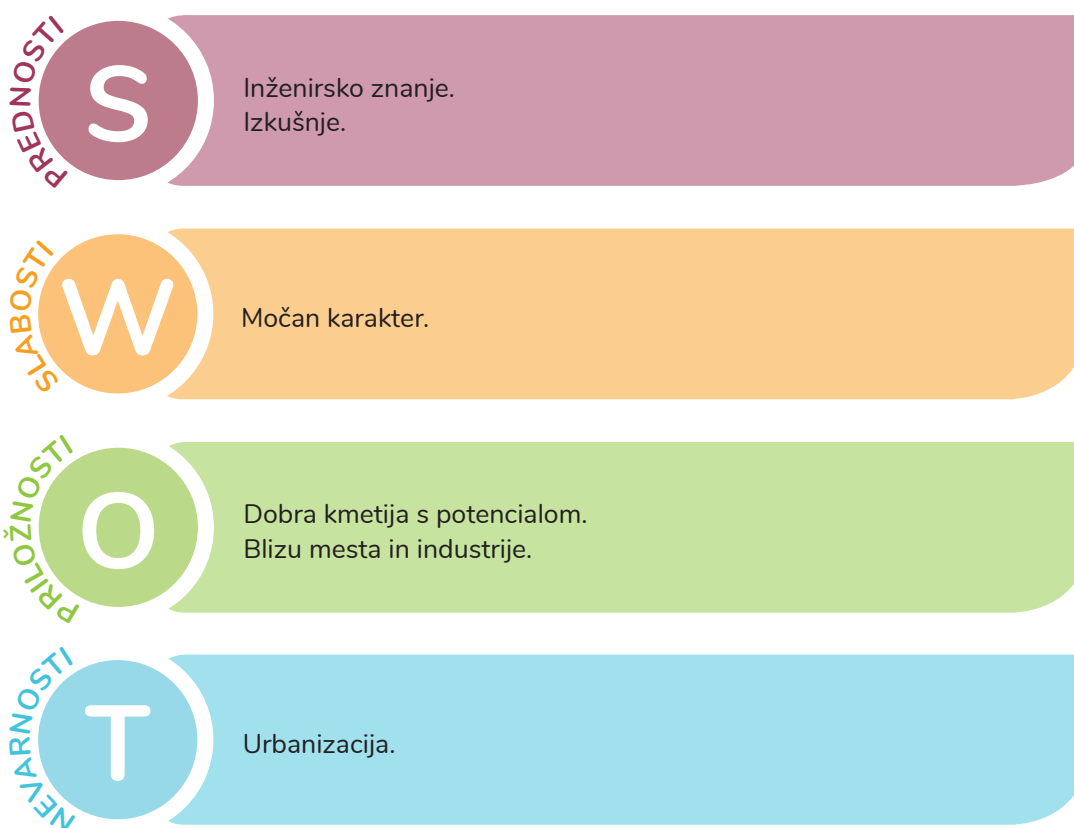 PREDNOSTI
S
Inženirsko znanje.
Izkušnje.
SLABOSTI
W
Močan karakter.
PRILOŽNOSTI
O
Dobra kmetija s potencialom.
Blizu mesta in industrije.
NEVARNOSTI
T
Urbanizacija.